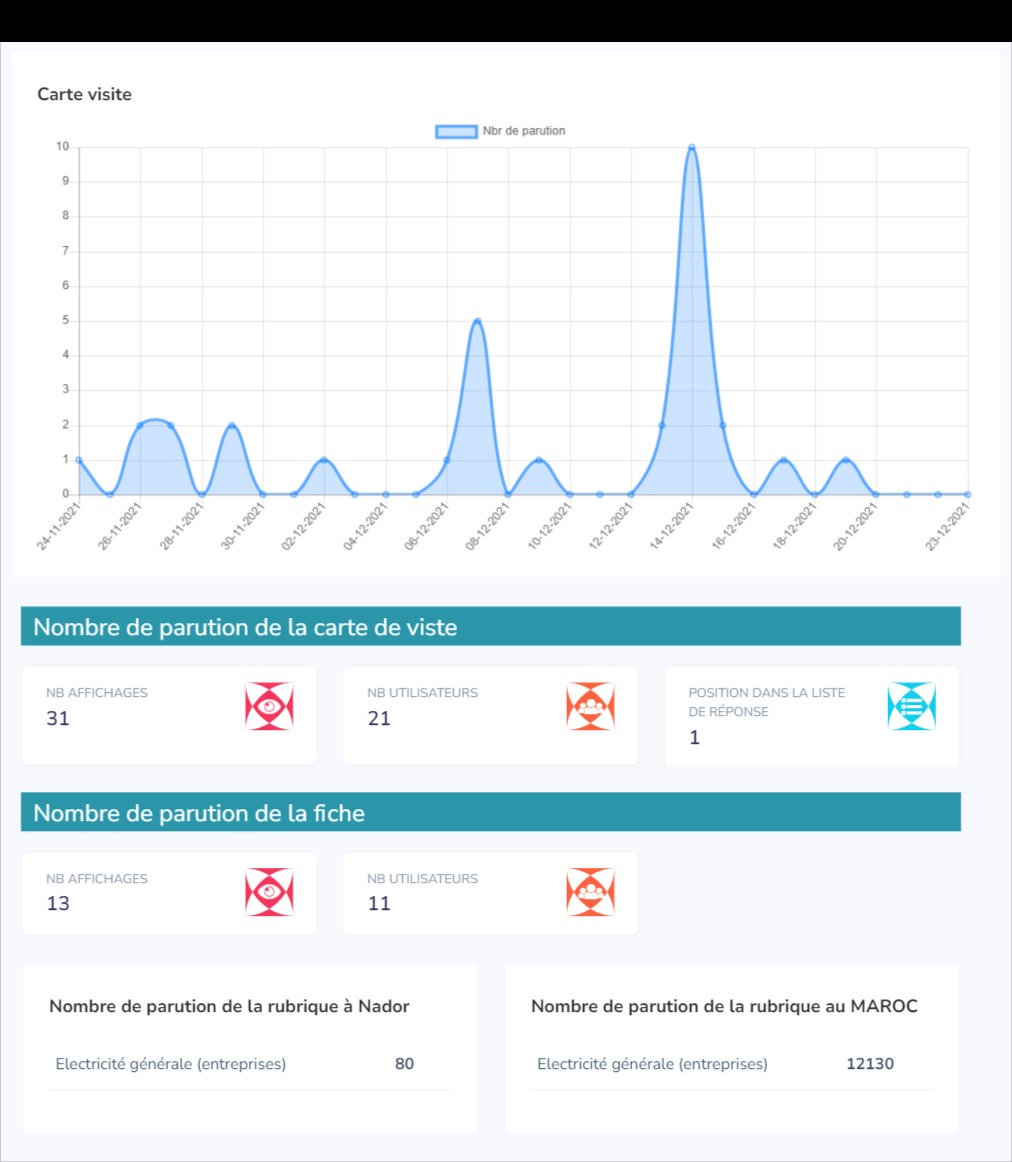 Carte visite
Nbr de parution
10
9
8
7
6
5
4
3
2
1
0
24-11-2021
26-11-2021
28-11-2021
30-11-2021
02-12-2021
04-12-2021
06-12-2021
08-12-2021
10-12-2021
12-12-2021
14-12-2021
16-12-2021
18-12-2021
20-12-2021
23-12-2021
Nombre de parution de la carte de viste
NB AFFICHAGES
31
NB UTILISATEURS
21
POSITION DANS LA LISTE
DE RÉPONSE
1
Nombre de parution de la fiche
NB AFFICHAGES
13
NB UTILISATEURS
11
Nombre de parution de la rubrique à Nador
Electricité générale (entreprises) 80
Nombre de parution de la rubrique au MAROC
Electricité générale (entreprises) 12130